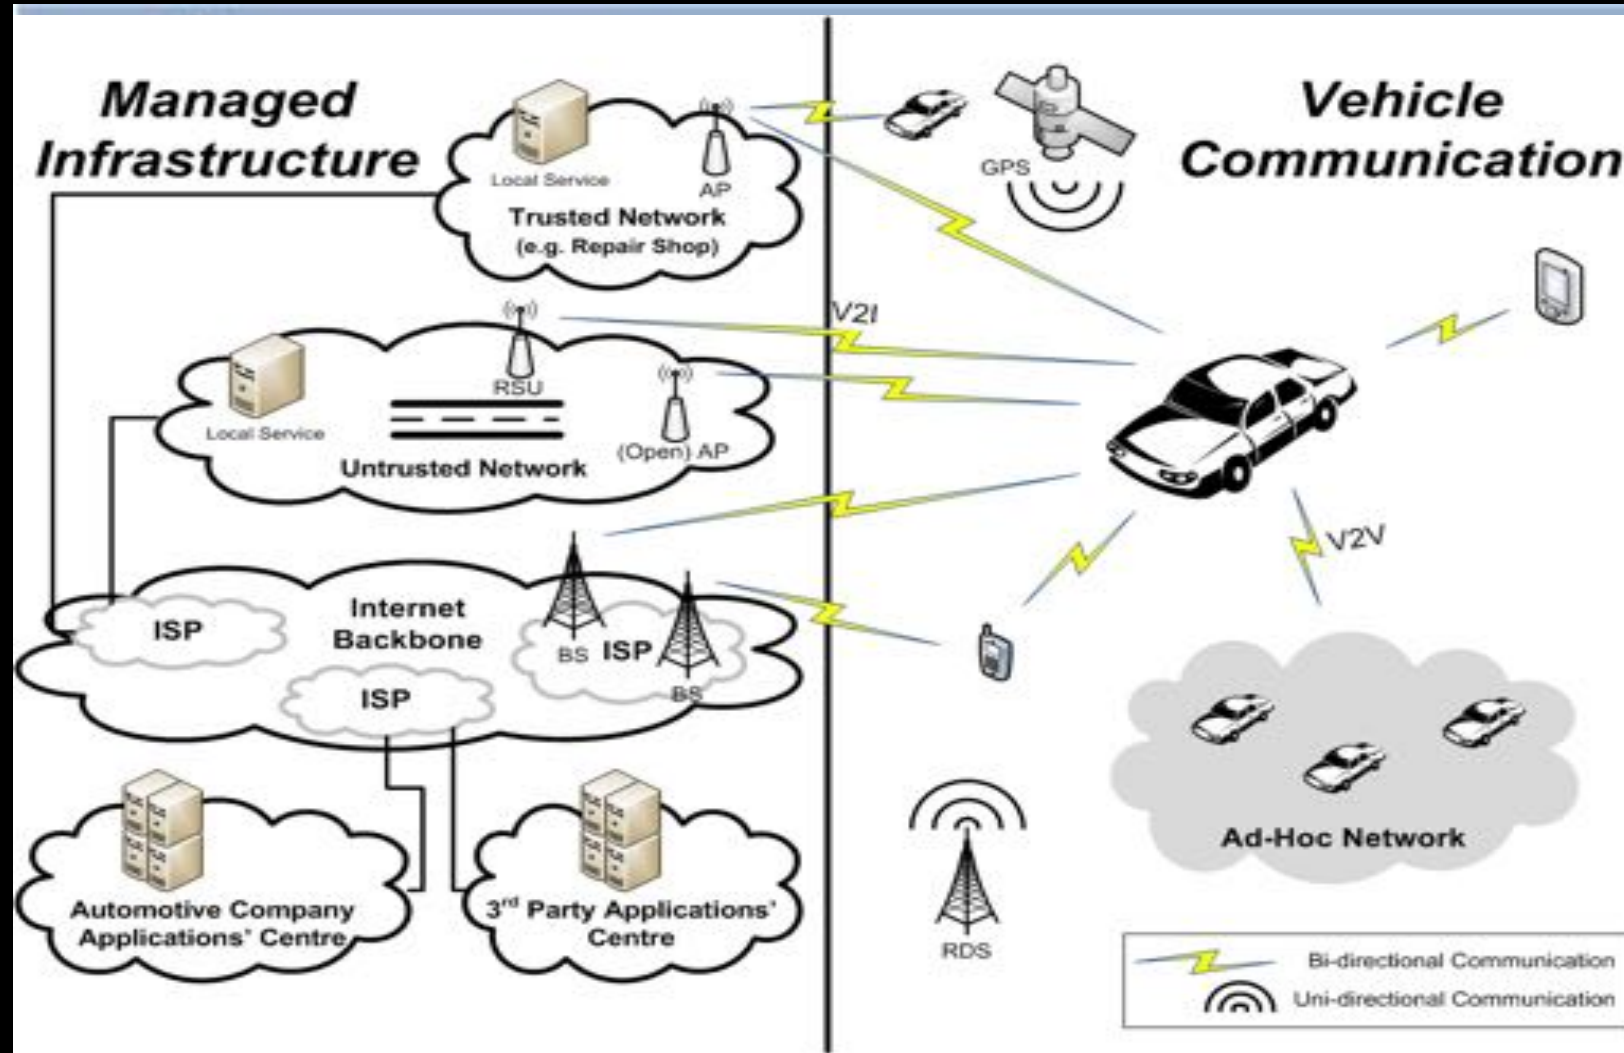 Managed
Infrastructure
Local Service
AP
Trusted Network
(e.g. Repair Shop)
RSU
Local Service
(Open) AP
Untrusted Network
ISP
Internet
Backbone
BS
ISP
BS
ISP
Automotive Company
Applications' Centre
3rd Party Applications'
Centre
Vehicle
Communication
GPS
V2I
V2V
Ad-Hoc Network
RDS
Bi-directional Communication
Uni-directional Communication